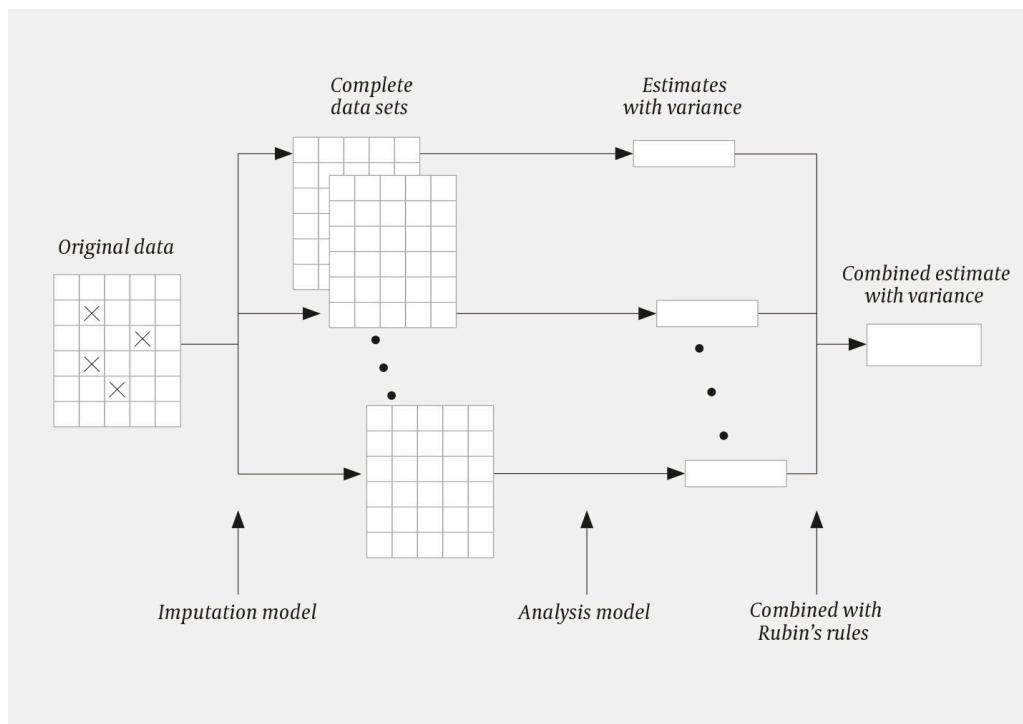 Complete
data sets
Estimates
with variance
Original data
Combined estimate
with variance
Imputation model
Analysis model
Combined with
Rubin’s rules